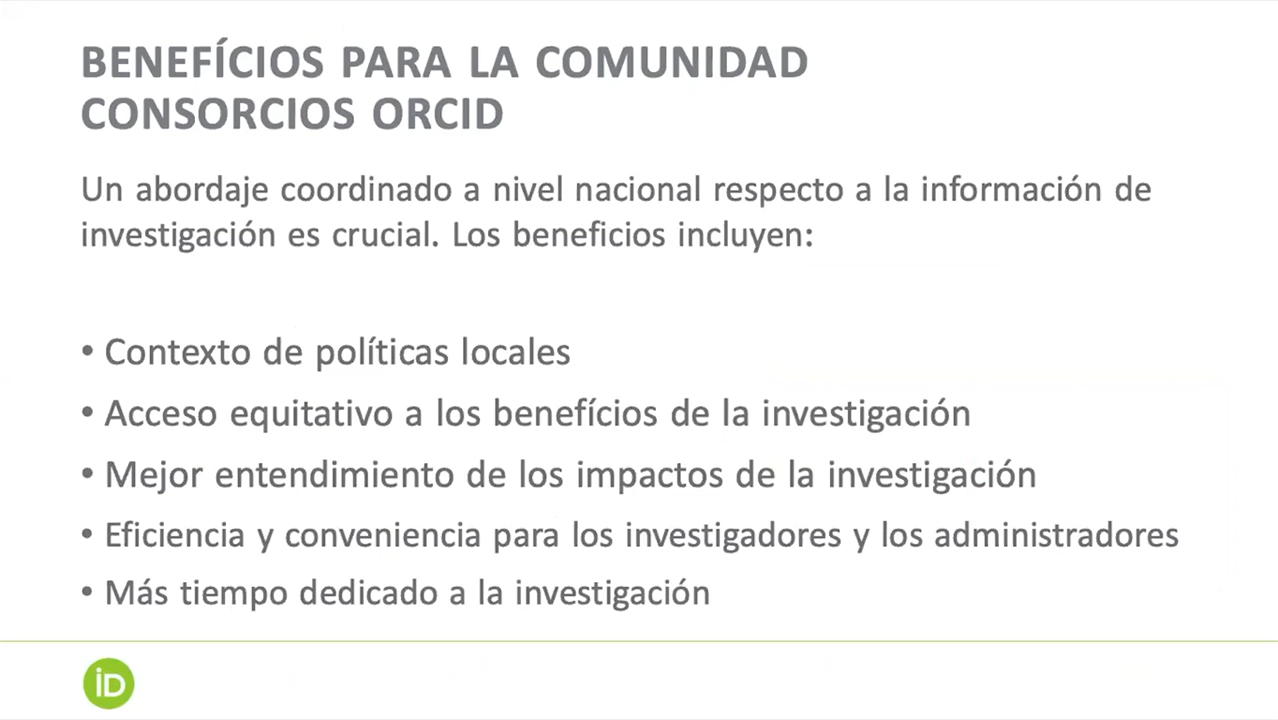 BENEFÍCIOS PARA LA COMUNIDAD
CONSORCIOS ORCID
Un abordaje coordinado a nivel nacional respecto a la información de
investigación es crucial. Los beneficios incluyen:
• Contexto de políticas locales
• Acceso equitativo a los benefícios de la investigación
• Mejor entendimiento de los impactos de la investigación
• Eficiencia y conveniencia para los investigadores y los administradores
• Más tiempo dedicado a la investigación
iD